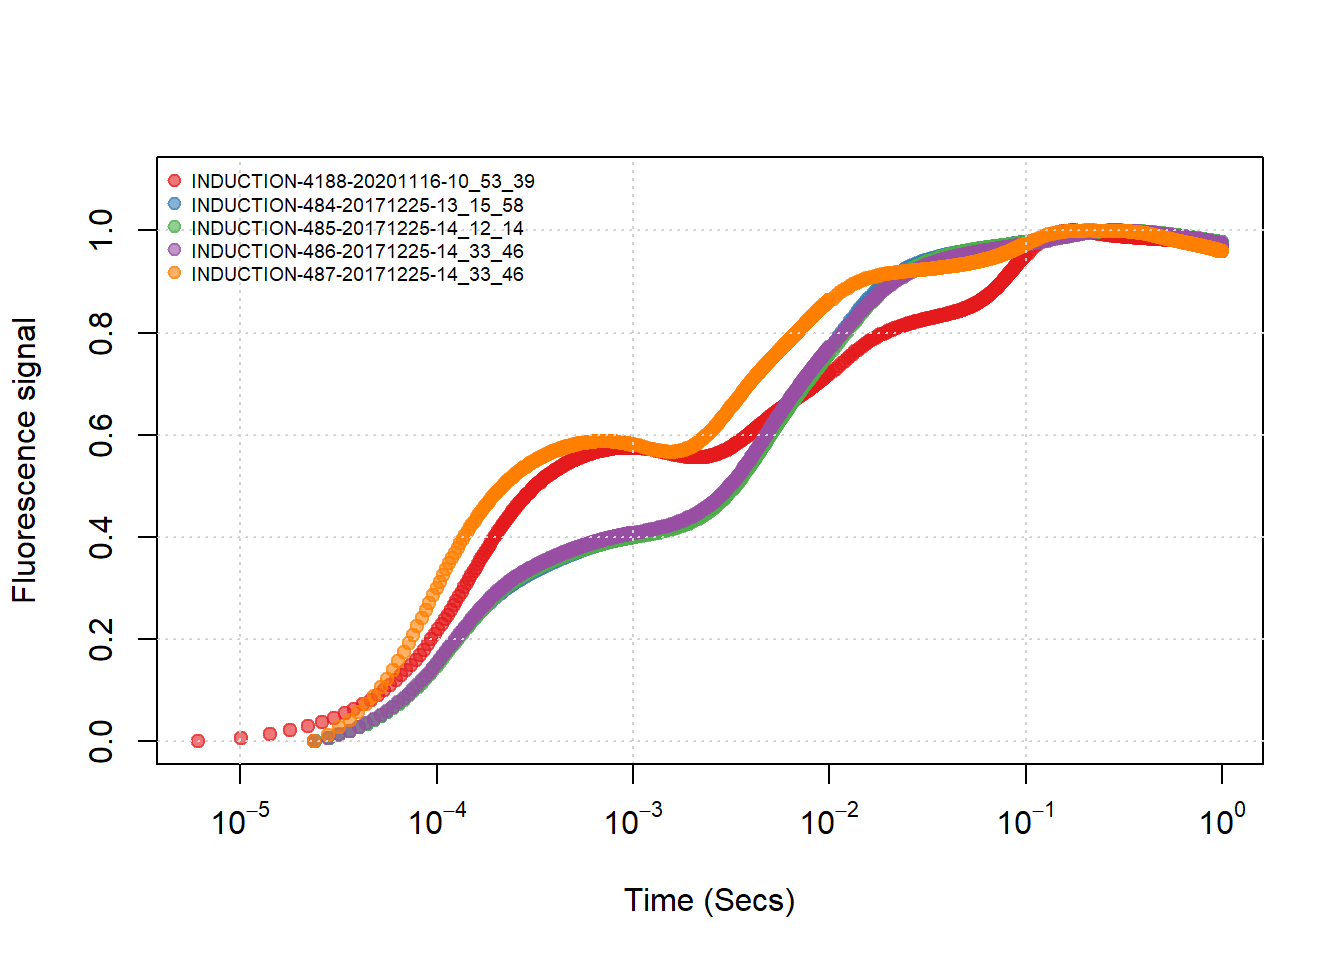 INDUCTION-4188-20201116-10_53_39
INDUCTION-484-20171225-13_15_58
INDUCTION-485-20171225-14_12_14
INDUCTION-486-20171225-14_33_46
INDUCTION-487-20171225-14_33_46
Fluorescence signal
1.0
0.8
0.6
0.4
0.2
0.0
10⁻⁵ 10⁻⁴ 10⁻³ 10⁻² 10⁻¹ 10⁰
Time (Secs)